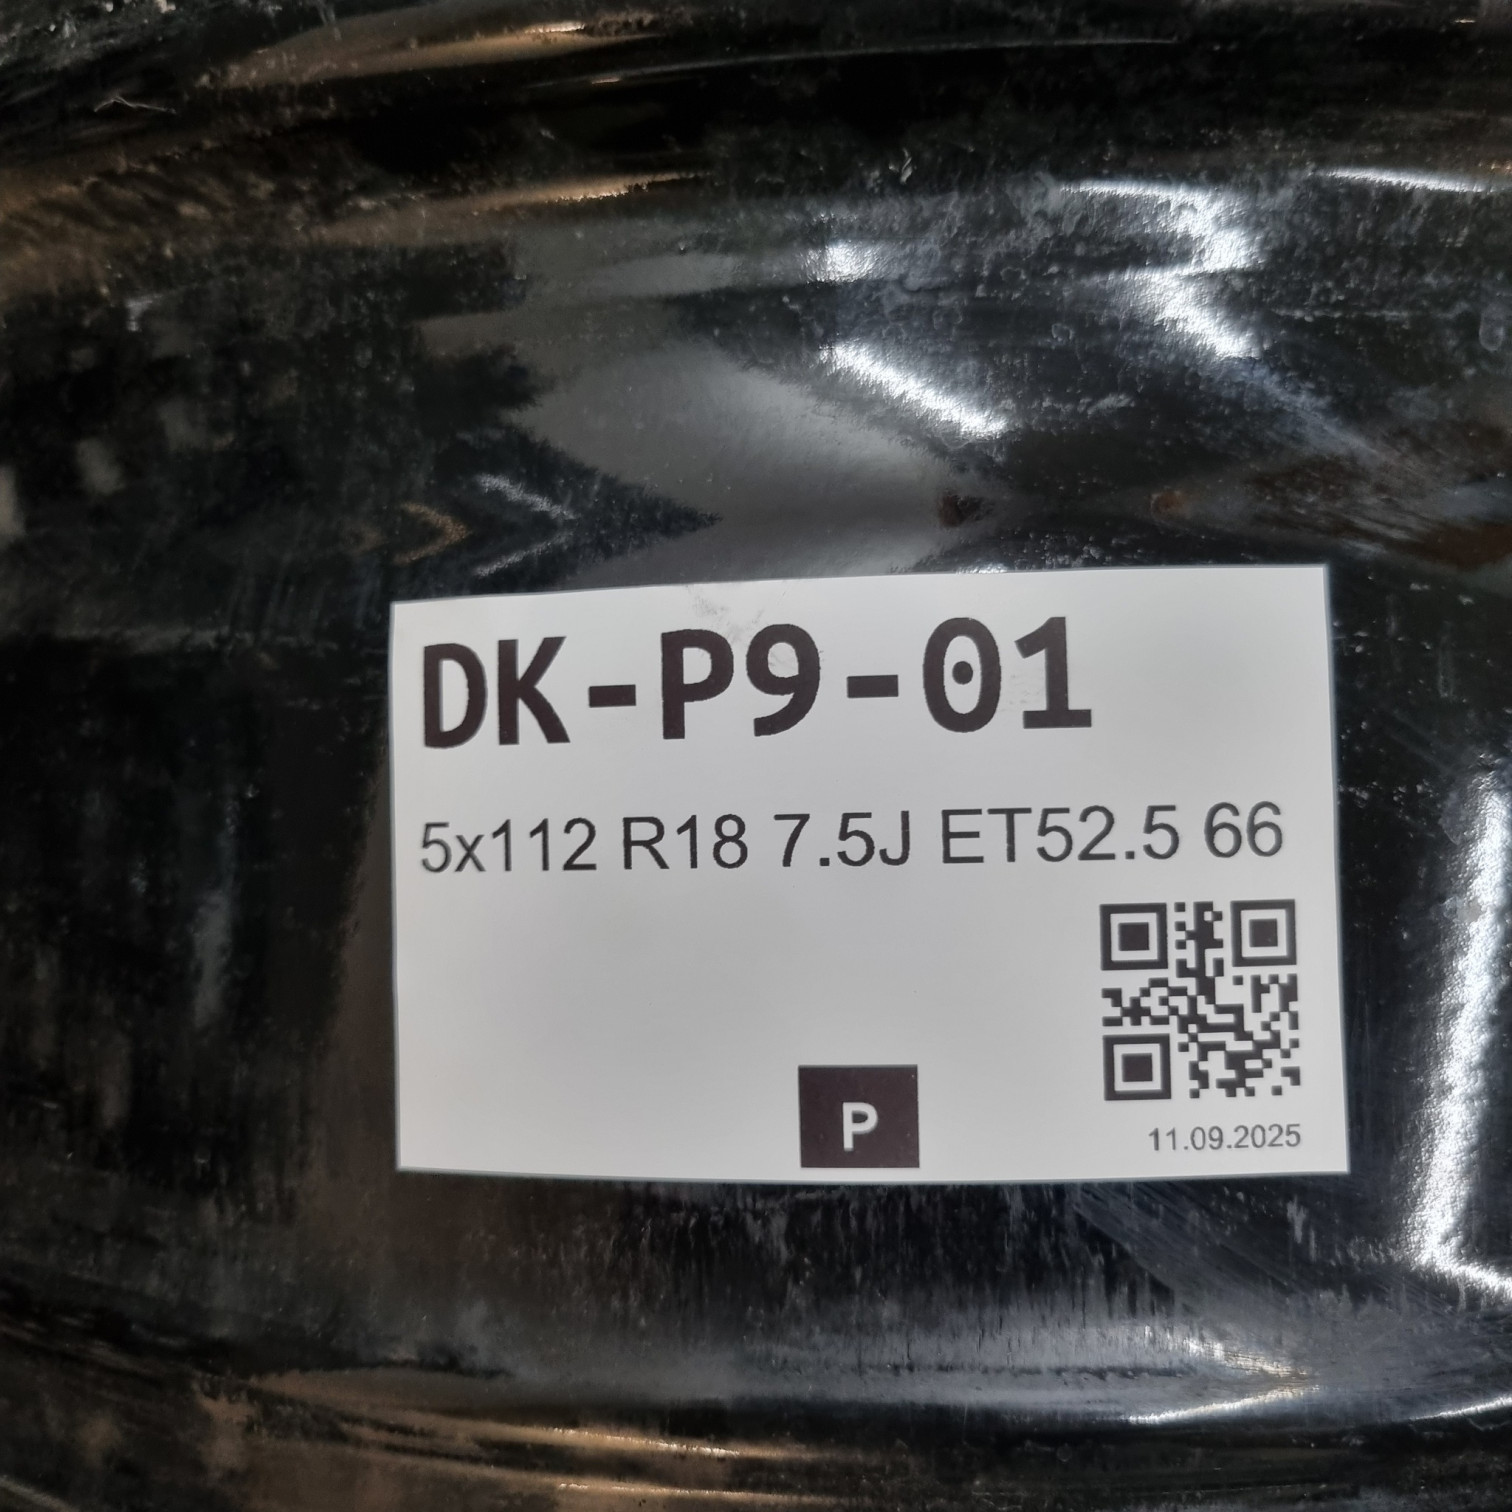 DK-P9-01
5x112 R18 7.5J ET52.5 66
P
11.09.2025